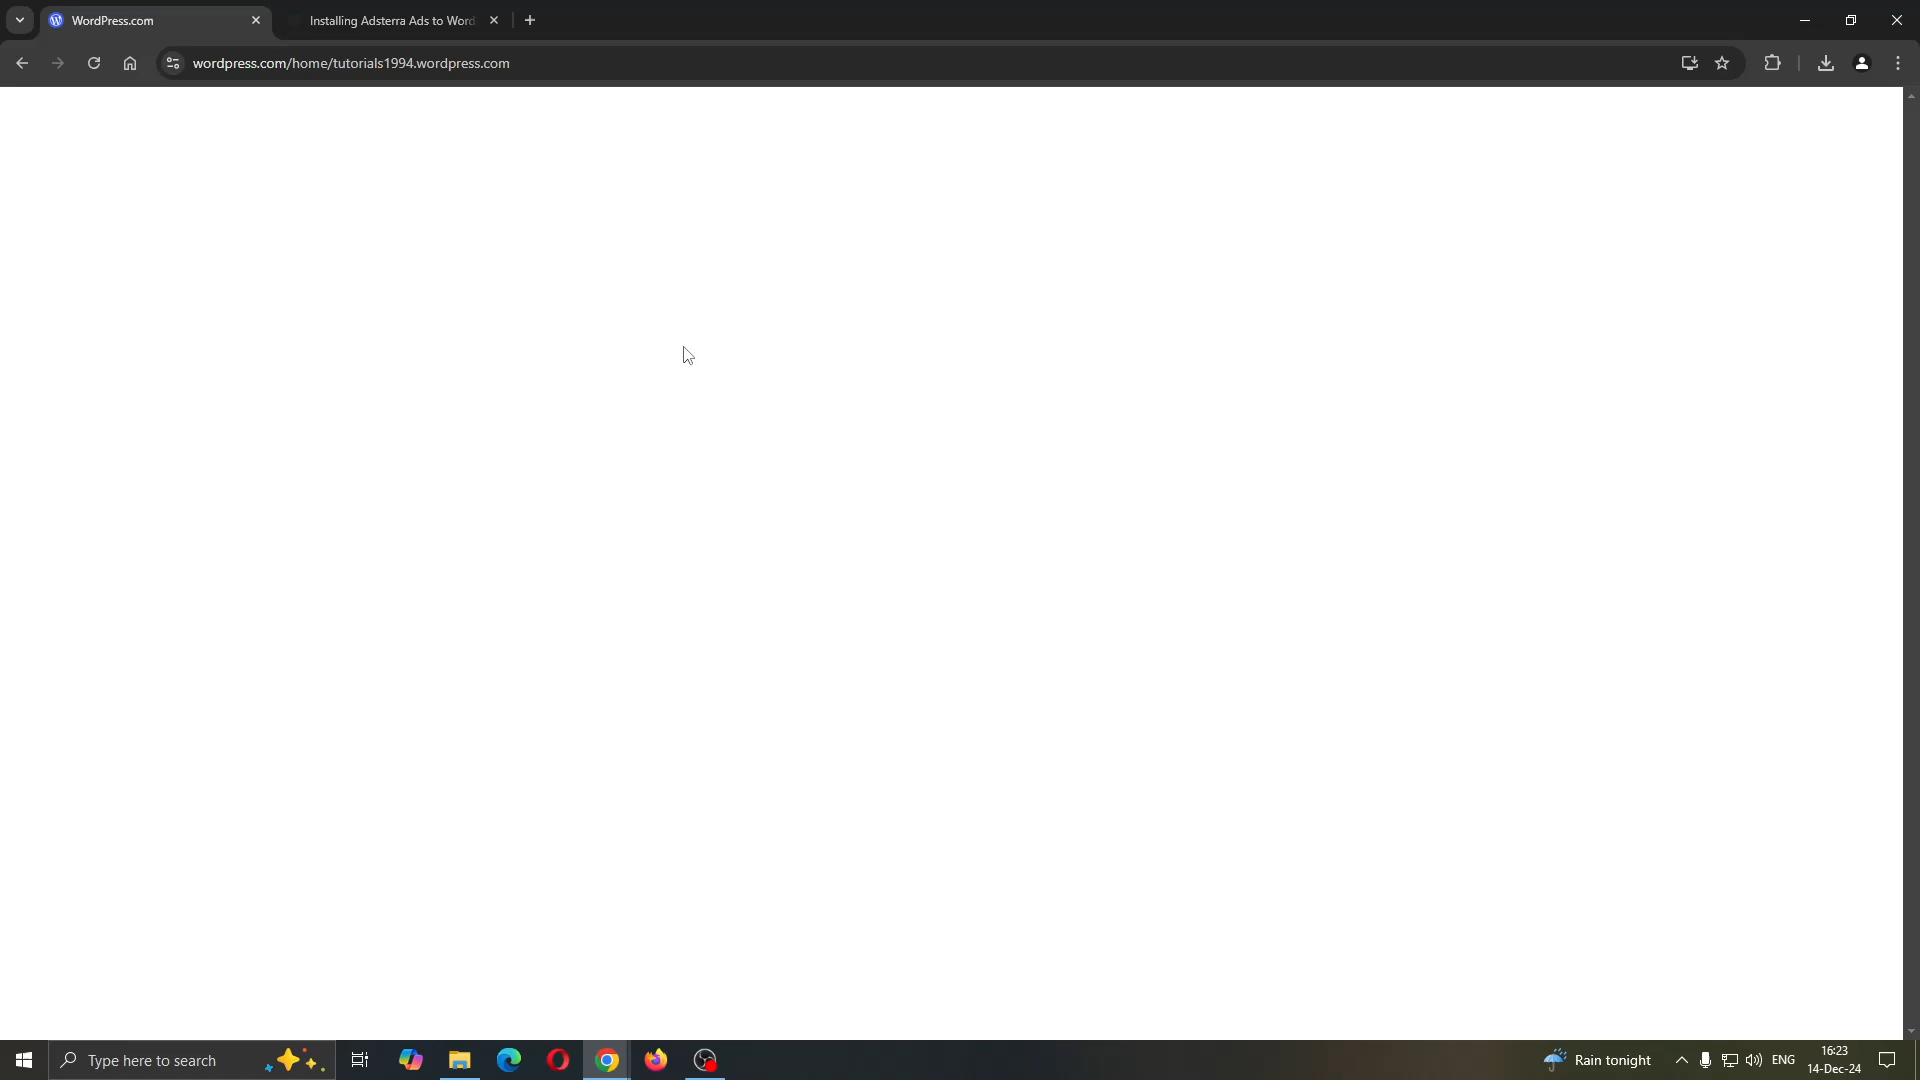 WordPress.com
Installing Adsterra Ads to Word
wordpress.com/home/tutorials1994.wordpress.com
Type here to search
Rain tonight
ENG
16:23
14-Dec-24